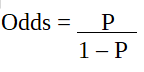 Odds = P
1 – P